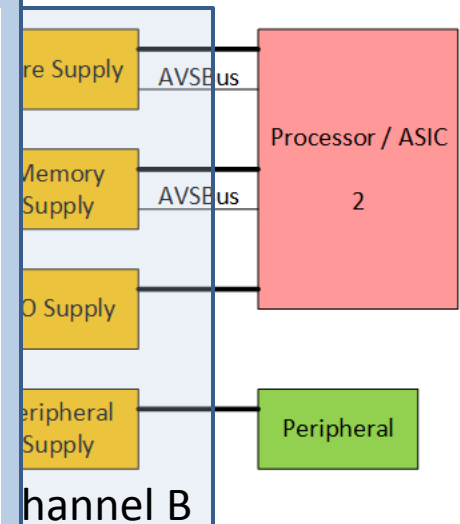 re Supply
AVSBus
Processor / ASIC
2
Memory
Supply
AVSBus
O Supply
eripheral
Supply
Peripheral
hannel B